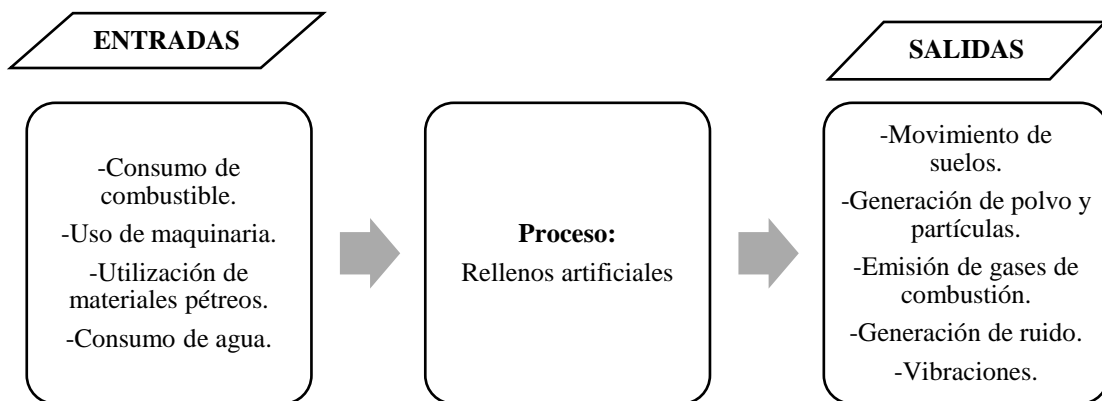 ENTRADAS
-Consumo de
combustible.
-Uso de maquinaria.
-Utilización de
materiales pétreos.
-Consumo de agua.
Proceso:
Rellenos artificiales
SALIDAS
-Movimiento de
suelos.
-Generación de polvo y
partículas.
-Emisión de gases de
combustión.
-Generación de ruido.
-Vibraciones.